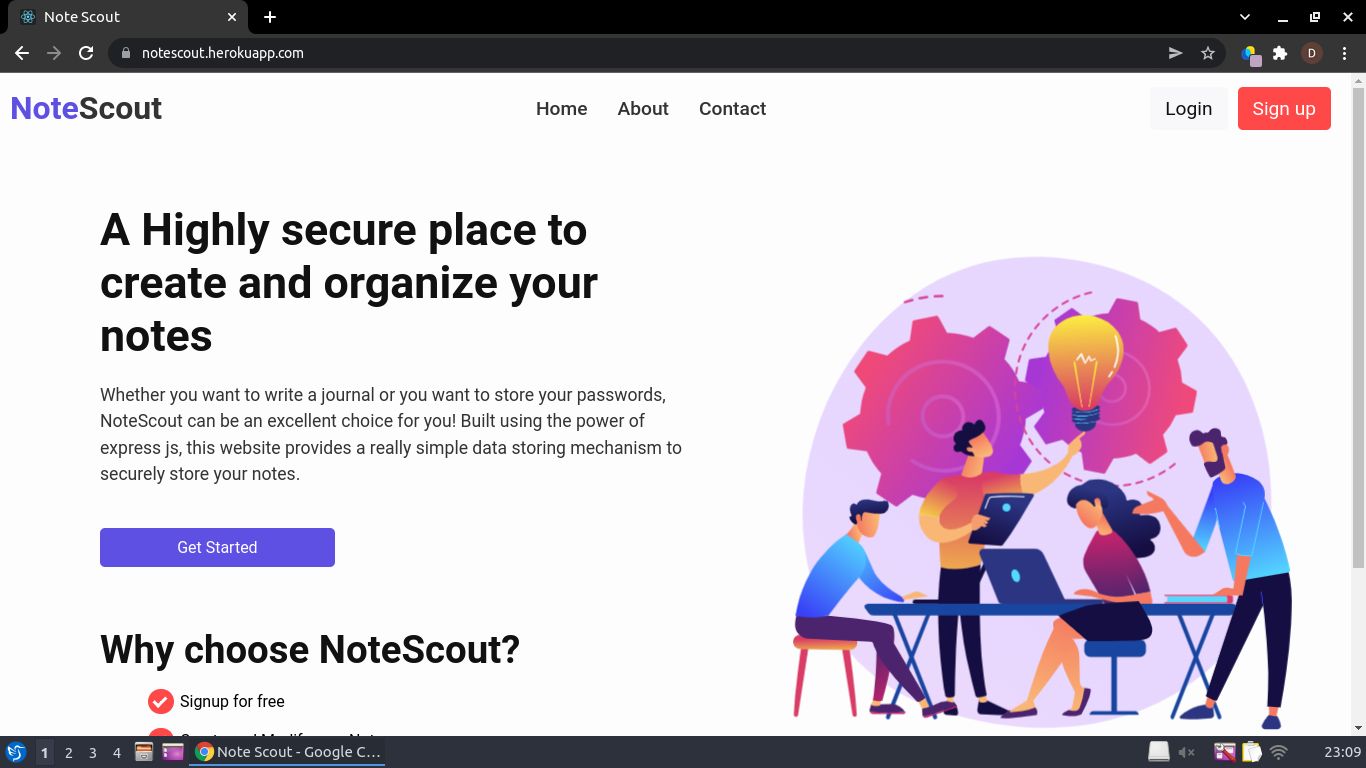 Note Scout
notescout.herokuapp.com
D
NoteScout
Home About Contact
Login Sign up
A Highly secure place to
create and organize your
notes
Whether you want to write a journal or you want to store your passwords,
NoteScout can be an excellent choice for you! Built using the power of
express js, this website provides a really simple data storing mechanism to
securely store your notes.
Get Started
Why choose NoteScout?
Signup for free
1 2 3 4 Note Scout - Google C... 23:09